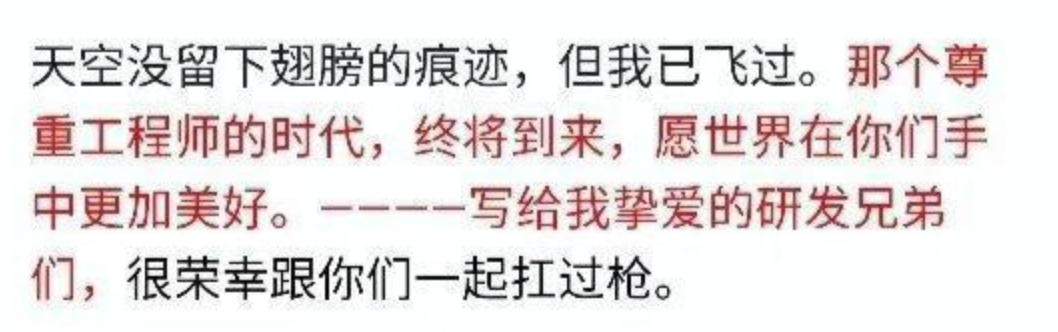 天空没留下翅膀的痕迹，但我已飞过。那个尊
重工程师的时代，终将到来，愿世界在你们手
中更加美好。————写给我挚爱的研发兄弟
们，很荣幸跟你们一起扛过枪。